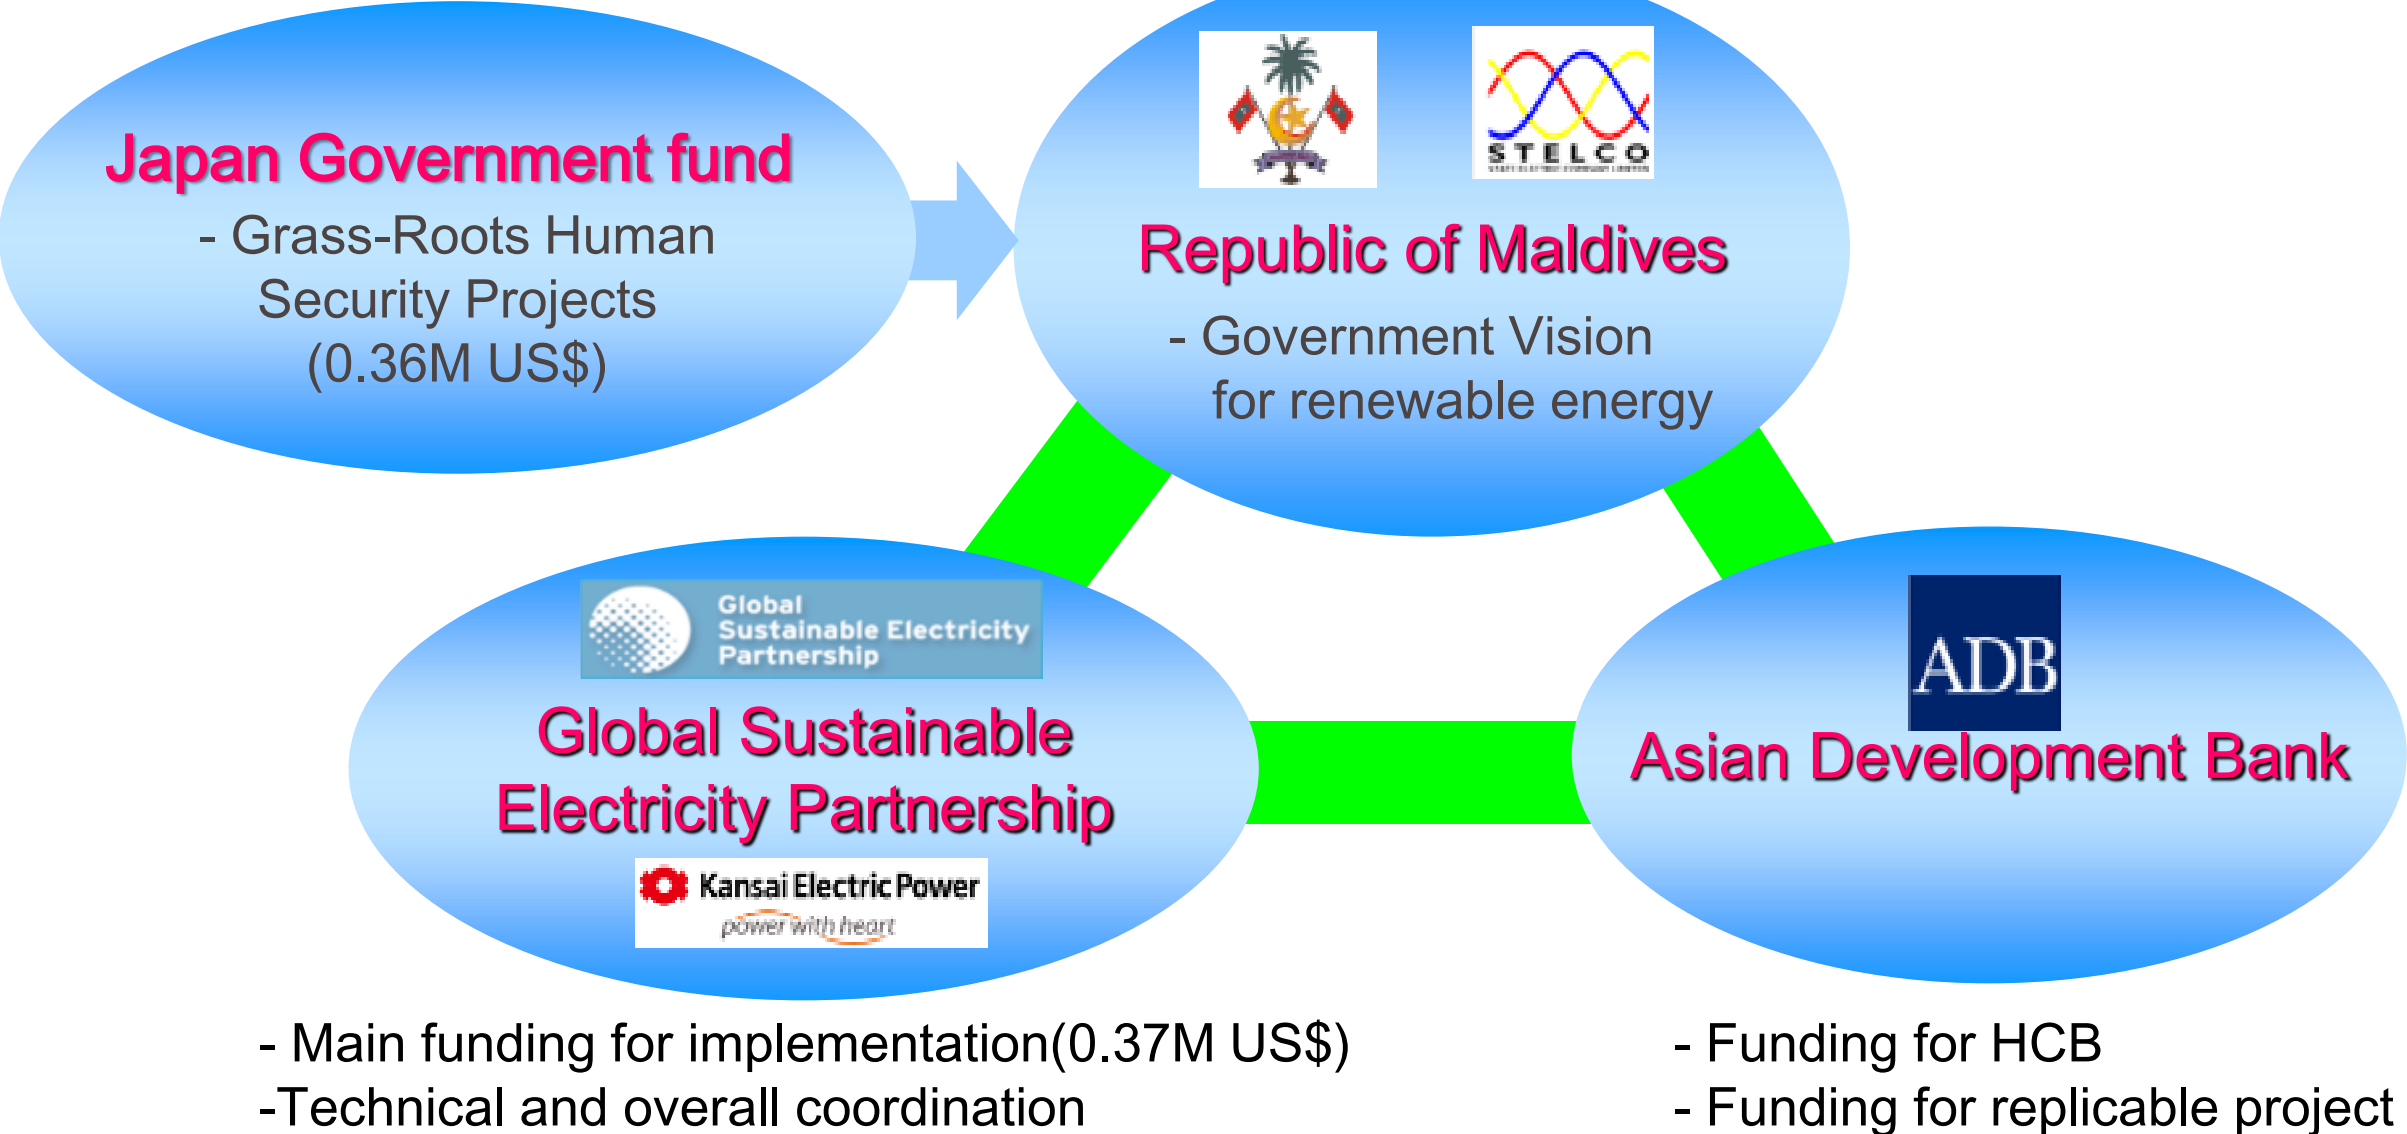 Japan Government fund
- Grass-Roots Human
Security Projects
(0.36M US$)
STELCO
Republic of Maldives
- Government Vision
for renewable energy
Global
Sustainable Electricity
Partnership
Global Sustainable
Electricity Partnership
Kansai Electric Power
power with heart
- Main funding for implementation(0.37M US$)
-Technical and overall coordination
ADB
Asian Development Bank
- Funding for HCB
- Funding for replicable project